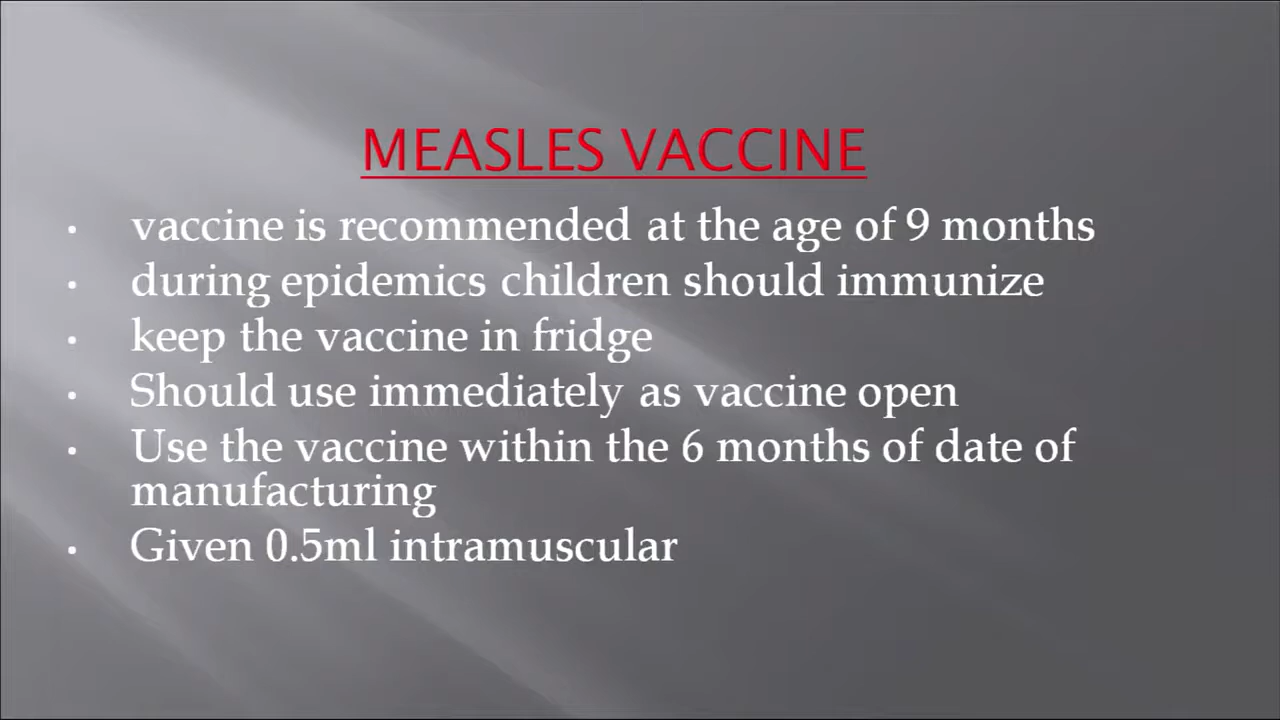 MEASLES VACCINE
• vaccine is recommended at the age of 9 months
• during epidemics children should immunize
• keep the vaccine in fridge
• Should use immediately as vaccine open
• Use the vaccine within the 6 months of date of
manufacturing
• Given 0.5ml intramuscular